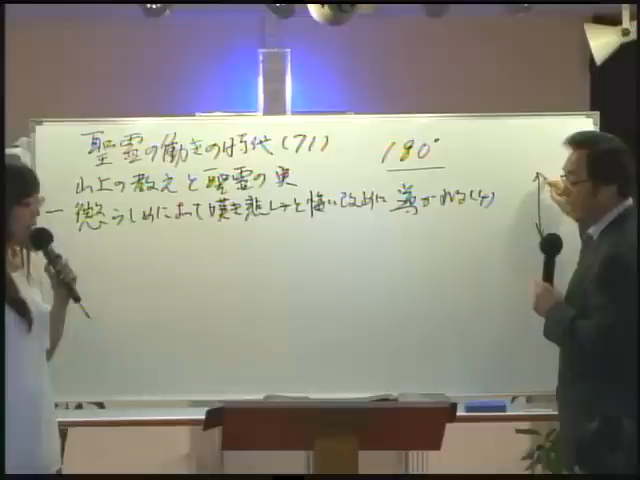 聖霊の働きの時代(71)
180°
山上の教えと聖霊の実
一 懲らしめによって嘆き悲しみと悔い改めに導かれる(4)